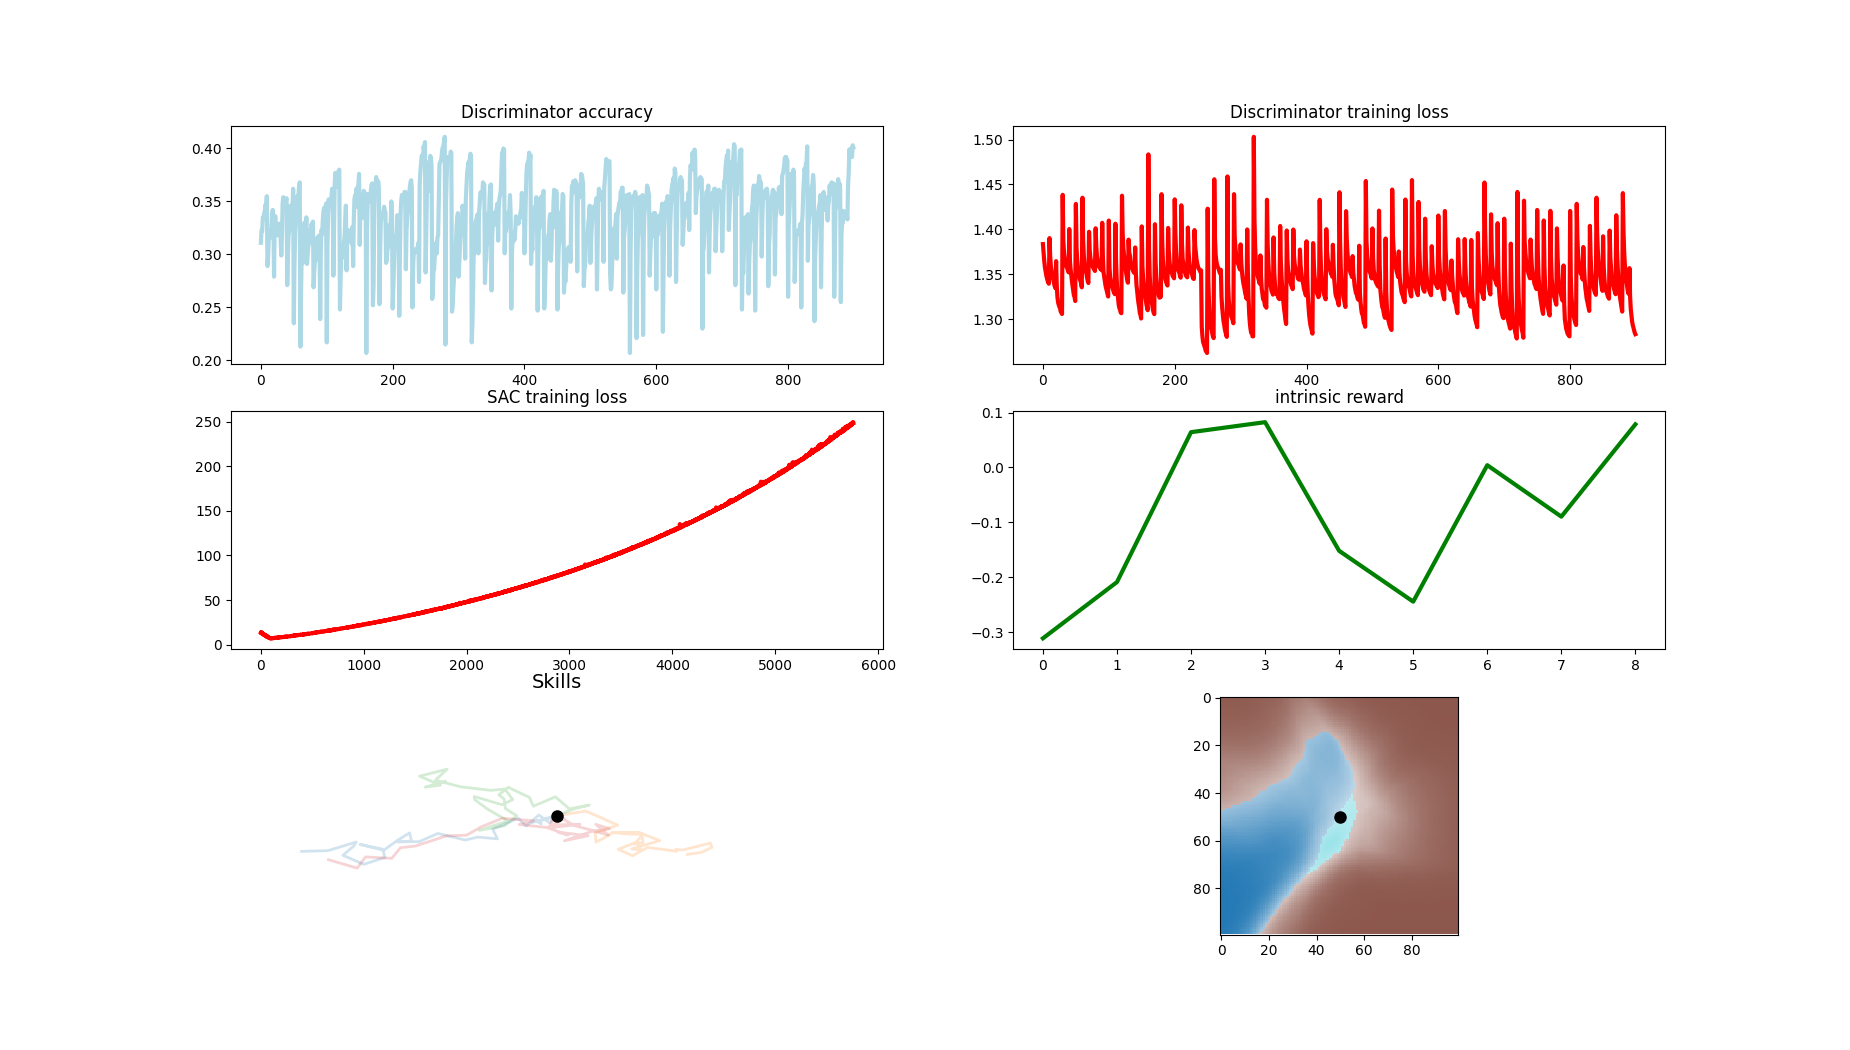 Discriminator accuracy
0.40
0.35
0.30
0.25
0.20
0 200 400 600 800
Discriminator training loss
1.50
1.45
1.40
1.35
1.30
0 200 400 600 800
SAC training loss
250
200
150
100
50
0
0 1000 2000 3000 4000 5000 6000
intrinsic reward
0.1
0.0
−0.1
−0.2
−0.3
0 1 2 3 4 5 6 7 8
Skills
0
20
40
60
80
0 20 40 60 80